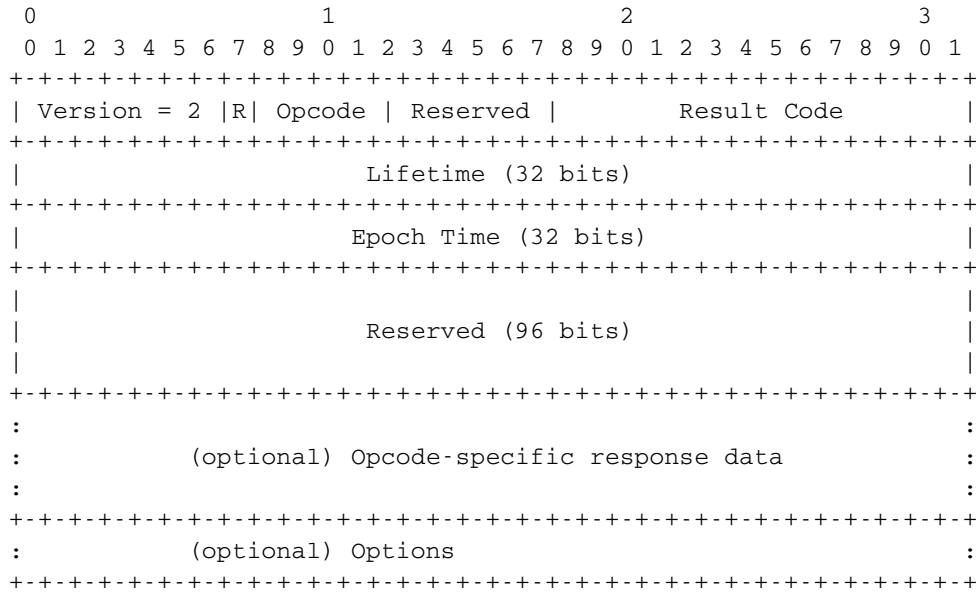 0                   1                   2                   3
 0 1 2 3 4 5 6 7 8 9 0 1 2 3 4 5 6 7 8 9 0 1 2 3 4 5 6 7 8 9 0 1
+-+-+-+-+-+-+-+-+-+-+-+-+-+-+-+-+-+-+-+-+-+-+-+-+-+-+-+-+-+-+-+-+
| Version = 2 |R| Opcode | Reserved |        Result Code        |
+-+-+-+-+-+-+-+-+-+-+-+-+-+-+-+-+-+-+-+-+-+-+-+-+-+-+-+-+-+-+-+-+
|                       Lifetime (32 bits)                      |
+-+-+-+-+-+-+-+-+-+-+-+-+-+-+-+-+-+-+-+-+-+-+-+-+-+-+-+-+-+-+-+-+
|                      Epoch Time (32 bits)                     |
+-+-+-+-+-+-+-+-+-+-+-+-+-+-+-+-+-+-+-+-+-+-+-+-+-+-+-+-+-+-+-+-+
|                                                               |
|                       Reserved (96 bits)                      |
|                                                               |
+-+-+-+-+-+-+-+-+-+-+-+-+-+-+-+-+-+-+-+-+-+-+-+-+-+-+-+-+-+-+-+-+
:                                                               :
:           (optional) Opcode-specific response data            :
:                                                               :
+-+-+-+-+-+-+-+-+-+-+-+-+-+-+-+-+-+-+-+-+-+-+-+-+-+-+-+-+-+-+-+-+
:           (optional) Options                                  :
+-+-+-+-+-+-+-+-+-+-+-+-+-+-+-+-+-+-+-+-+-+-+-+-+-+-+-+-+-+-+-+-+